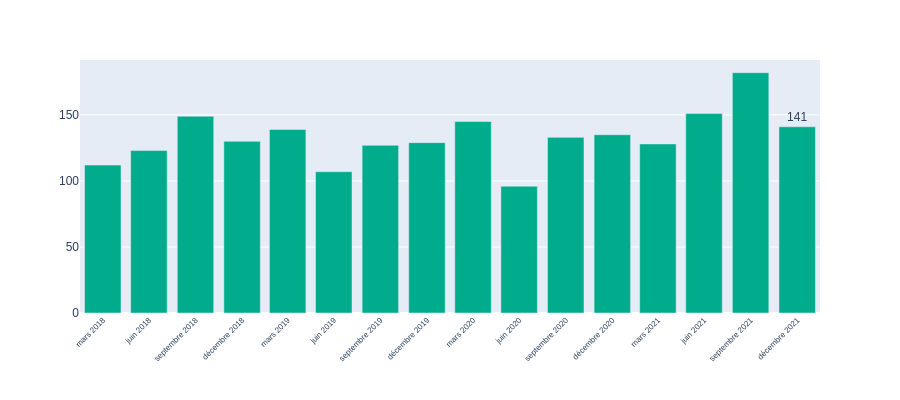 150
100
50
0
141
mars 2018
juin 2018
septembre 2018
décembre 2018
mars 2019
juin 2019
septembre 2019
décembre 2019
mars 2020
juin 2020
septembre 2020
décembre 2020
mars 2021
juin 2021
septembre 2021
décembre 2021